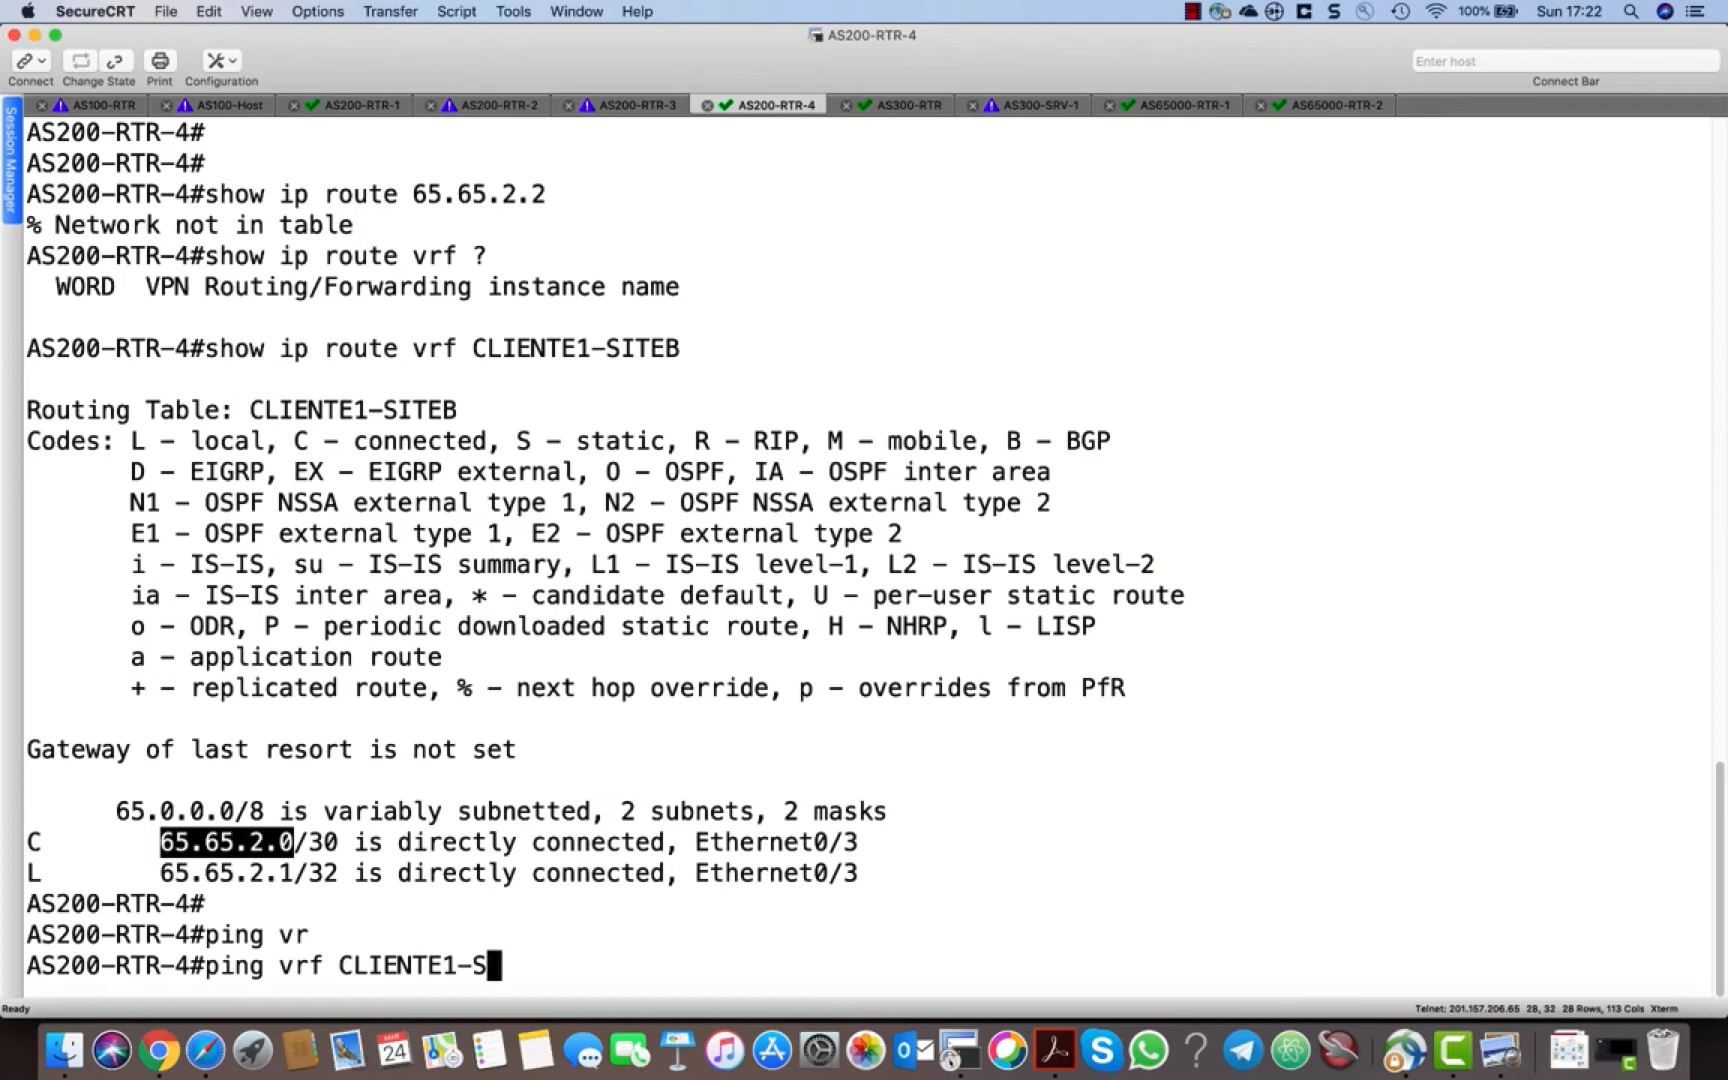 SecureCRT File Edit View Options Transfer Script Tools Window Help 100% Sun 17:22
AS200-RTR-4
Enter host
Connect Change State Print Configuration Connect Bar
Session Manager
AS100-RTR AS100-Host AS200-RTR-1 AS200-RTR-2 AS200-RTR-3 AS200-RTR-4 AS300-RTR AS300-SRV-1 AS65000-RTR-1 AS65000-RTR-2
AS200-RTR-4#
AS200-RTR-4#
AS200-RTR-4#show ip route 65.65.2.2
% Network not in table
AS200-RTR-4#show ip route vrf ?
WORD VPN Routing/Forwarding instance name
AS200-RTR-4#show ip route vrf CLIENTE1-SITEB
Routing Table: CLIENTE1-SITEB
Codes: L - local, C - connected, S - static, R - RIP, M - mobile, B - BGP
D - EIGRP, EX - EIGRP external, O - OSPF, IA - OSPF inter area
N1 - OSPF NSSA external type 1, N2 - OSPF NSSA external type 2
E1 - OSPF external type 1, E2 - OSPF external type 2
i - IS-IS, su - IS-IS summary, L1 - IS-IS level-1, L2 - IS-IS level-2
ia - IS-IS inter area, * - candidate default, U - per-user static route
o - ODR, P - periodic downloaded static route, H - NHRP, l - LISP
a - application route
+ - replicated route, % - next hop override, p - overrides from PfR
Gateway of last resort is not set
65.0.0.0/8 is variably subnetted, 2 subnets, 2 masks
C 65.65.2.0/30 is directly connected, Ethernet0/3
L 65.65.2.1/32 is directly connected, Ethernet0/3
AS200-RTR-4#
AS200-RTR-4#ping vr
AS200-RTR-4#ping vrf CLIENTE1-S
Ready Telnet: 201.157.206.65 28, 32 28 Rows, 113 Cols Xterm
24